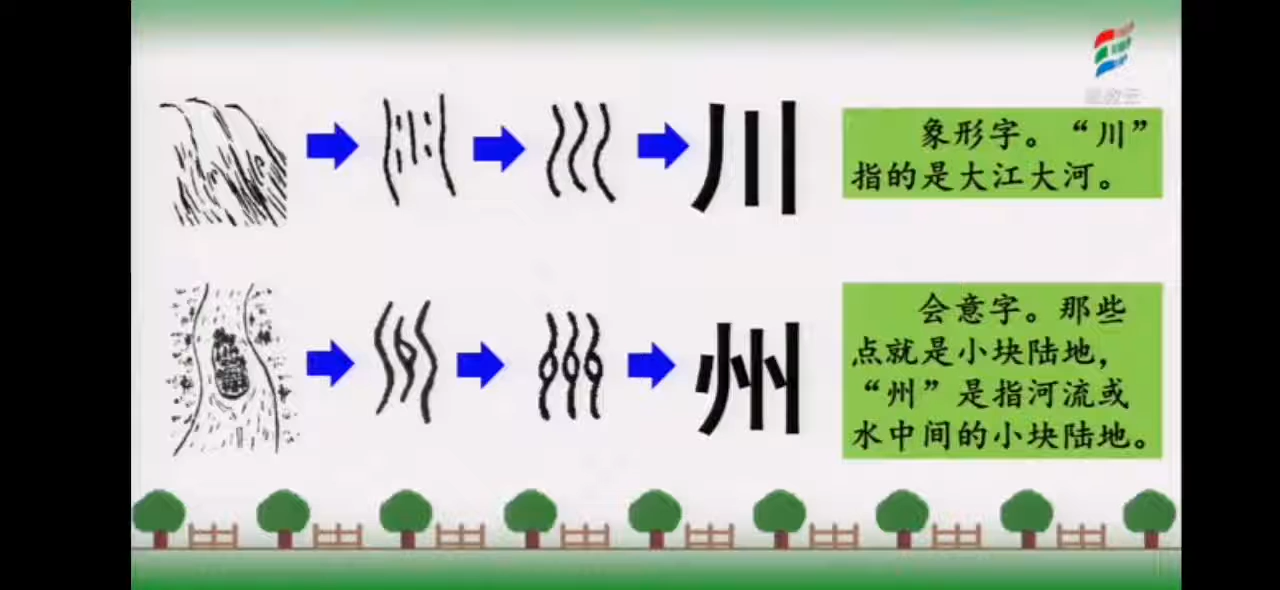 川
象形字。“川”
指的是大江大河。
州
会意字。那些
点就是小块陆地，
“州”是指河流或
水中间的小块陆地。